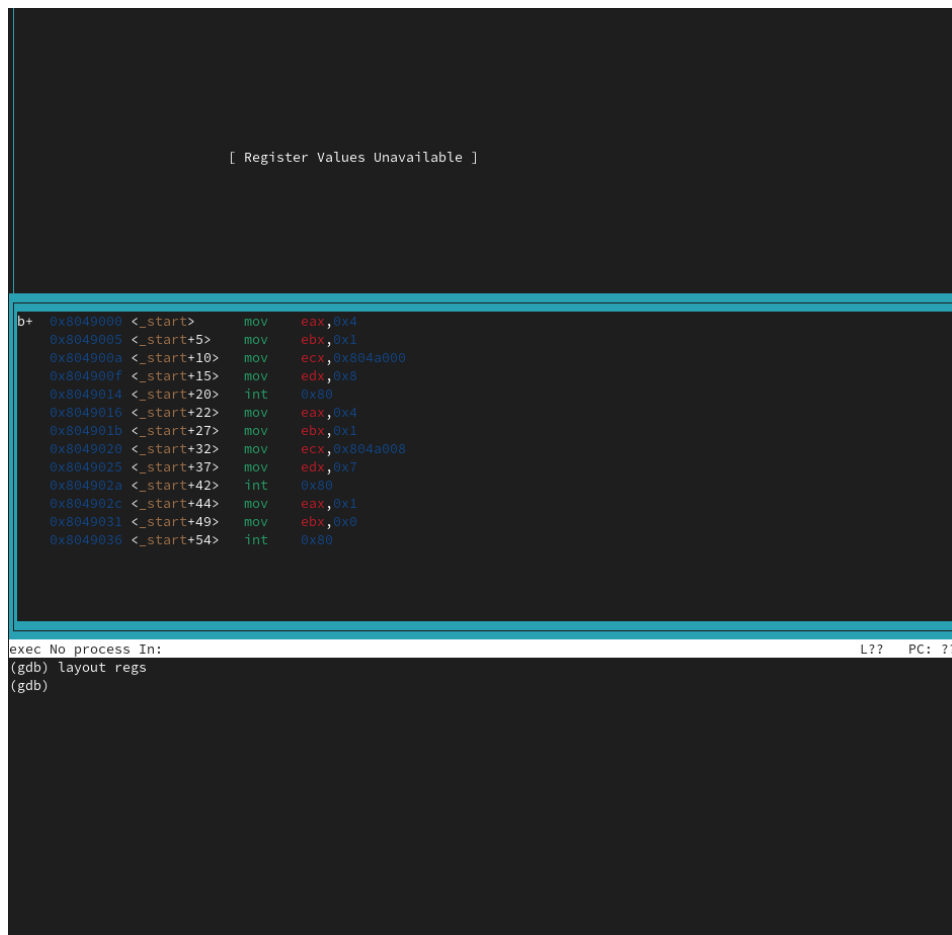 [ Register Values Unavailable ]
b+ 0x8049000 <_start> mov eax,0x4
0x8049005 <_start+5> mov ebx,0x1
0x804900a <_start+10> mov ecx,0x804a000
0x804900f <_start+15> mov edx,0x8
0x8049014 <_start+20> int 0x80
0x8049016 <_start+22> mov eax,0x4
0x804901b <_start+27> mov ebx,0x1
0x8049020 <_start+32> mov ecx,0x804a008
0x8049025 <_start+37> mov edx,0x7
0x804902a <_start+42> int 0x80
0x804902c <_start+44> mov eax,0x1
0x8049031 <_start+49> mov ebx,0x0
0x8049036 <_start+54> int 0x80
exec No process In: L?? PC: ??
(gdb) layout regs
(gdb)